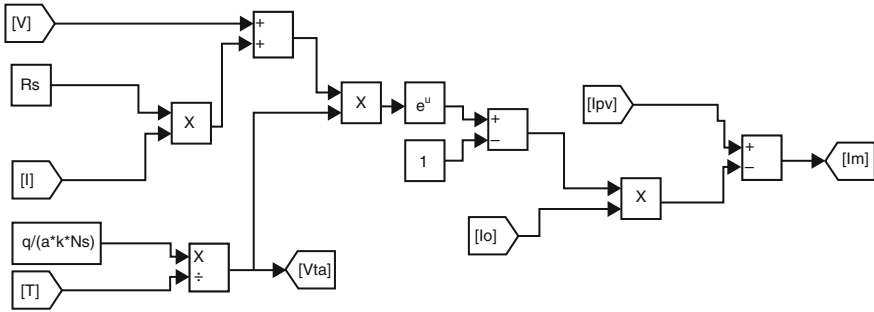 [V]
+
+
Rs
X
[I]
X
e^u
+
−
1
[Ipv]
+
−
[Im]
X
[Io]
q/(a*k*Ns)
X
÷
[T]
[Vta]